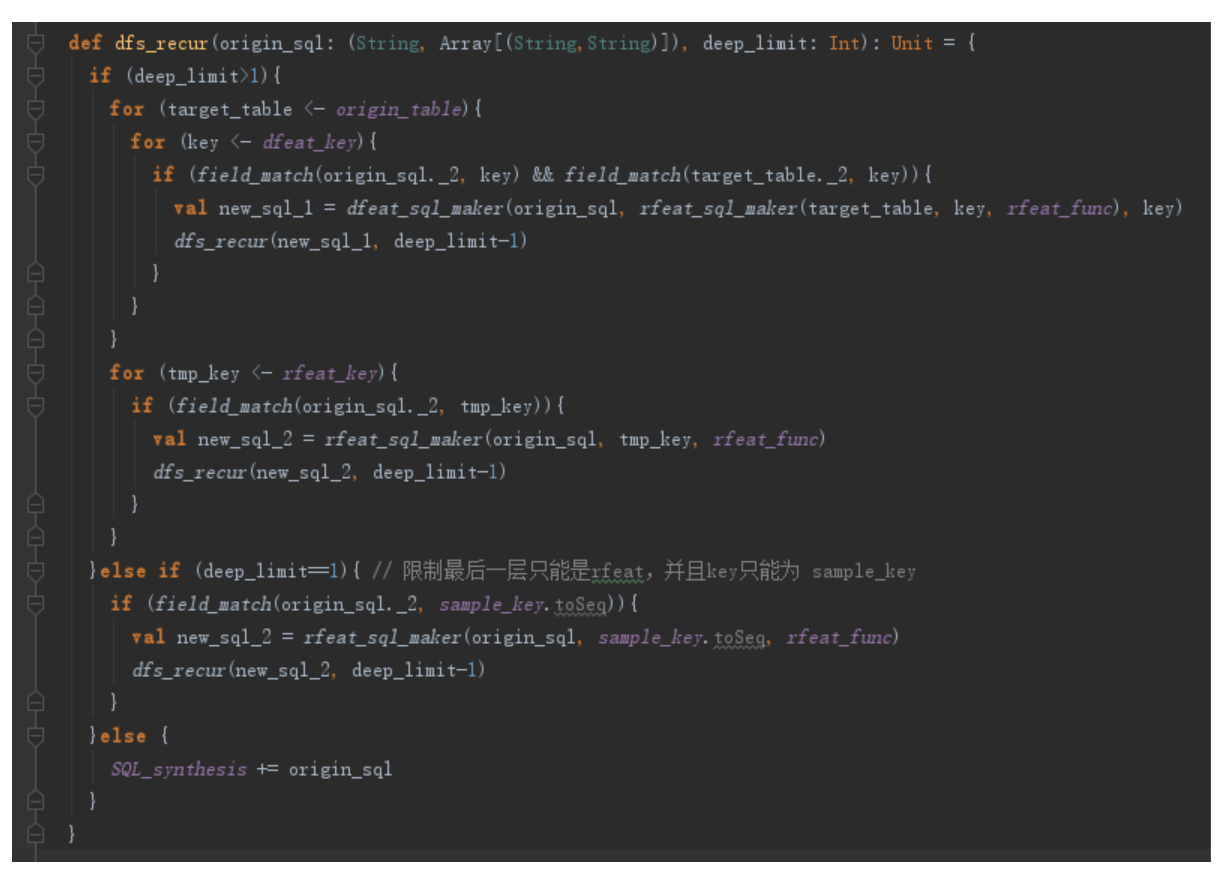 def dfs_recur(origin_sql: (String, Array[(String,String)]), deep_limit: Int): Unit = {
if (deep_limit>1){
for (target_table <- origin_table){
for (key <- dfeat_key){
if (field_match(origin_sql._2, key) && field_match(target_table._2, key)){
val new_sql_1 = dfeat_sql_maker(origin_sql, rfeat_sql_maker(target_table, key, rfeat_func), key)
dfs_recur(new_sql_1, deep_limit-1)
}
}
}
for (tmp_key <- rfeat_key){
if (field_match(origin_sql._2, tmp_key)){
val new_sql_2 = rfeat_sql_maker(origin_sql, tmp_key, rfeat_func)
dfs_recur(new_sql_2, deep_limit-1)
}
}
}else if (deep_limit==1){ // 限制最后一层只能是rfeat，并且key只能为 sample_key
if (field_match(origin_sql._2, sample_key.toSeq)){
val new_sql_2 = rfeat_sql_maker(origin_sql, sample_key.toSeq, rfeat_func)
dfs_recur(new_sql_2, deep_limit-1)
}
}else {
SQL_synthesis += origin_sql
}
}